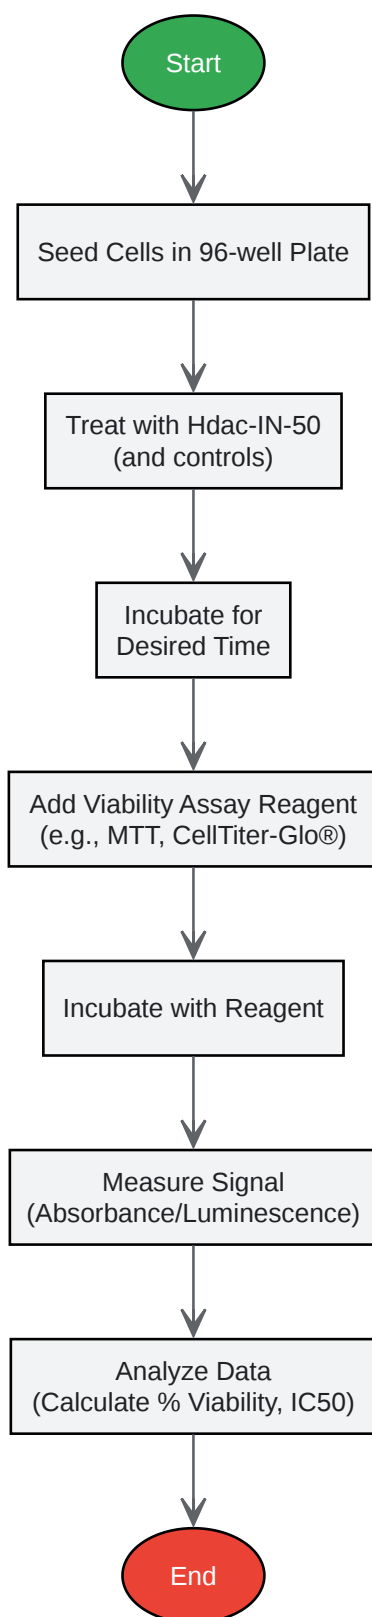 Start
Seed Cells in 96-well Plate
Treat with Hdac-IN-50
(and controls)
Incubate for
Desired Time
Add Viability Assay Reagent
(e.g., MTT, CellTiter-Glo®)
Incubate with Reagent
Measure Signal
(Absorbance/Luminescence)
Analyze Data
(Calculate % Viability, IC50)
End